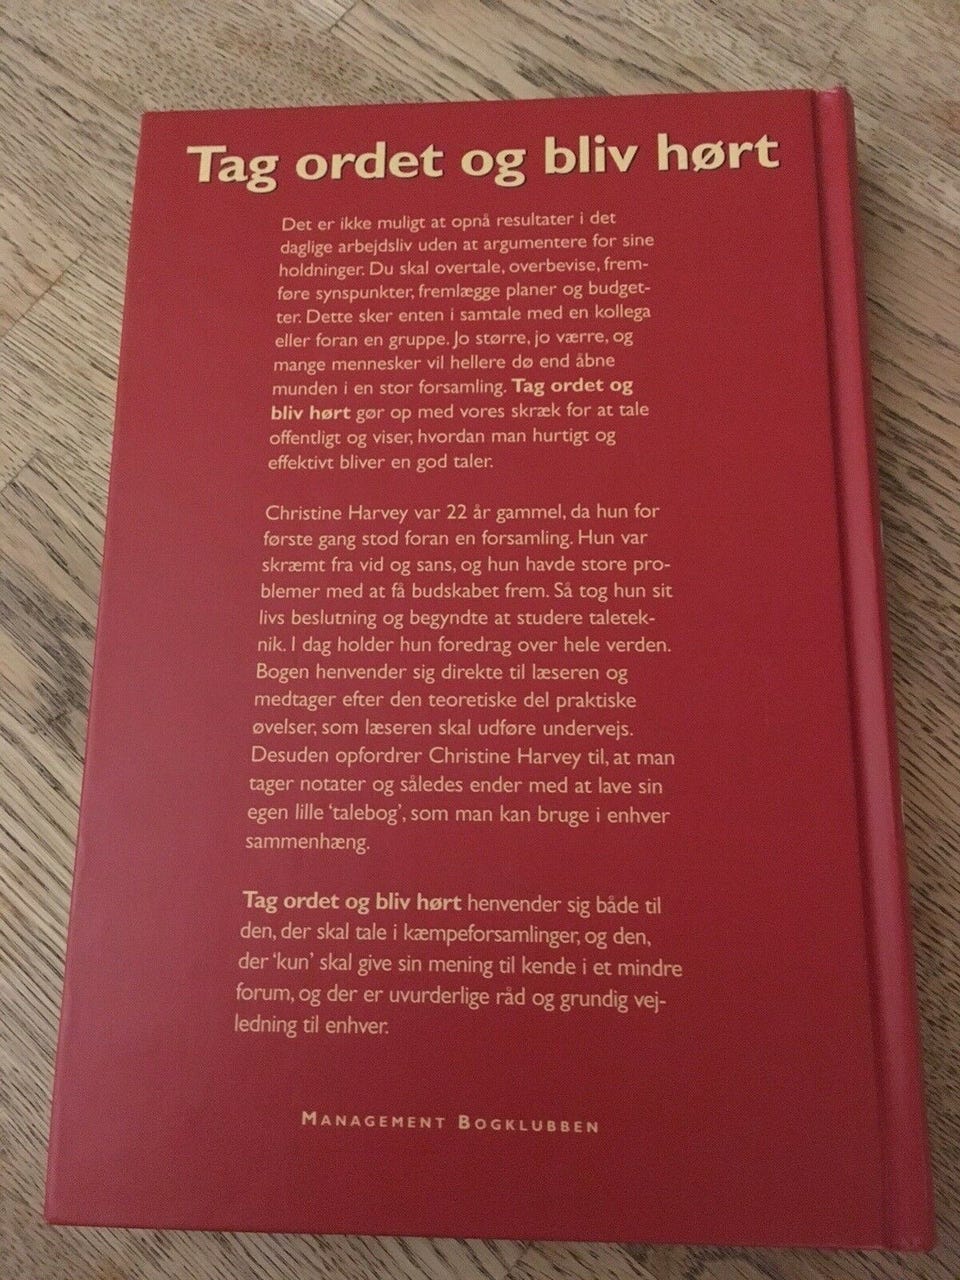 Tag ordet og bliv hørt
Det er ikke muligt at opnå resultater i det
daglige arbejdsliv uden at argumentere for sine
holdninger. Du skal overtale, overbevise, frem-
føre synspunkter, fremlægge planer og budget-
ter. Dette sker enten i samtale med en kollega
eller foran en gruppe. Jo større, jo værre, og
mange mennesker vil hellere dø end åbne
munden i en stor forsamling. Tag ordet og
bliv hørt gør op med vores skræk for at tale
offentligt og viser, hvordan man hurtigt og
effektivt bliver en god taler.
Christine Harvey var 22 år gammel, da hun for
første gang stod foran en forsamling. Hun var
skræmt fra vid og sans, og hun havde store pro-
blemer med at få budskabet frem. Så tog hun sit
livs beslutning og begyndte at studere taletek-
nik. I dag holder hun foredrag over hele verden.
Bogen henvender sig direkte til læseren og
medtager efter den teoretiske del praktiske
øvelser, som læseren skal udføre undervejs.
Desuden opfordrer Christine Harvey til, at man
tager notater og således ender med at lave sin
egen lille ‘talebog’, som man kan bruge i enhver
sammenhæng.
Tag ordet og bliv hørt henvender sig både til
den, der skal tale i kæmpeforsamlinger, og den,
der ‘kun’ skal give sin mening til kende i et mindre
forum, og der er uvurderlige råd og grundig vej-
ledning til enhver.
MANAGEMENT BOGKLUBBEN